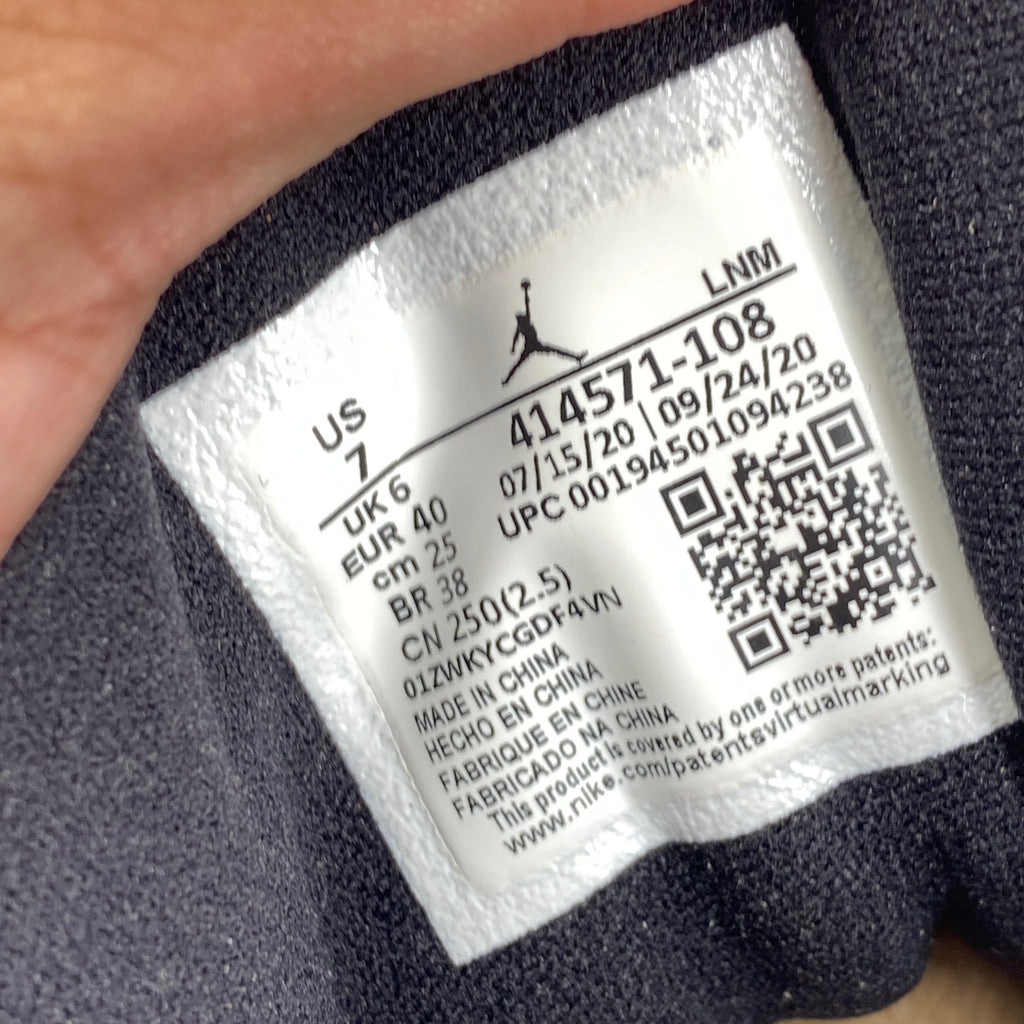 LNM
US
7
414571-108
07/15/20 | 09/24/20
UPC 00194501094238
UK 6
EUR 40
cm 25
BR 38
CN 250(2.5)
01ZWKYCGDF4VN
MADE IN CHINA
HECHO EN CHINA
FABRIQUE EN CHINE
FABRICADO NA CHINA
This product is covered by one or more patents:
www.nike.com/patentsvirtualmarking